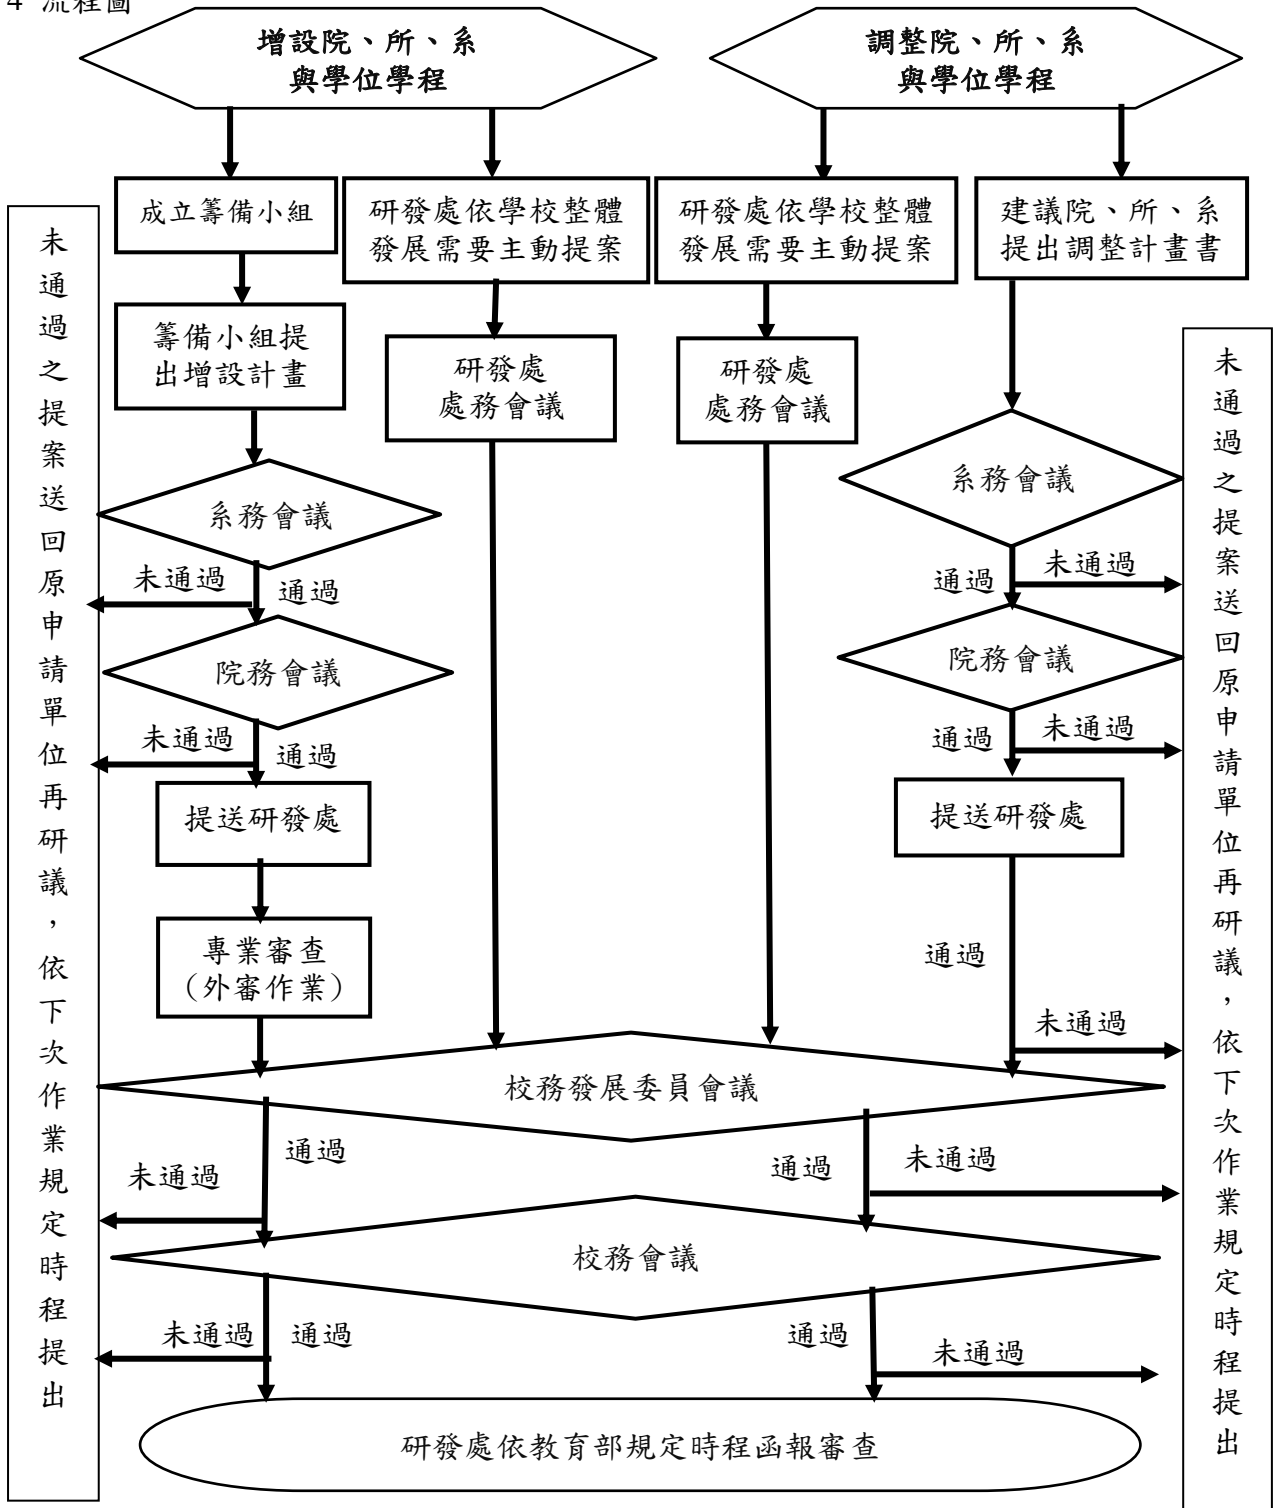 4 流程圖
增設院、所、系
與學位學程
調整院、所、系
與學位學程
成立籌備小組
研發處依學校整體
發展需要主動提案
研發處依學校整體
發展需要主動提案
建議院、所、系
提出調整計畫書
籌備小組提
出增設計畫
研發處
處務會議
研發處
處務會議
系務會議
系務會議
未通過
通過
通過
未通過
院務會議
院務會議
未通過
通過
通過
未通過
提送研發處
提送研發處
專業審查
(外審作業)
通過
未通過
校務發展委員會議
未通過
通過
通過
未通過
校務會議
未通過
通過
通過
未通過
研發處依教育部規定時程函報審查
未通過之提案送回原申請單位再研議,依下次作業規定時程提出
未通過之提案送回原申請單位再研議,依下次作業規定時程提出